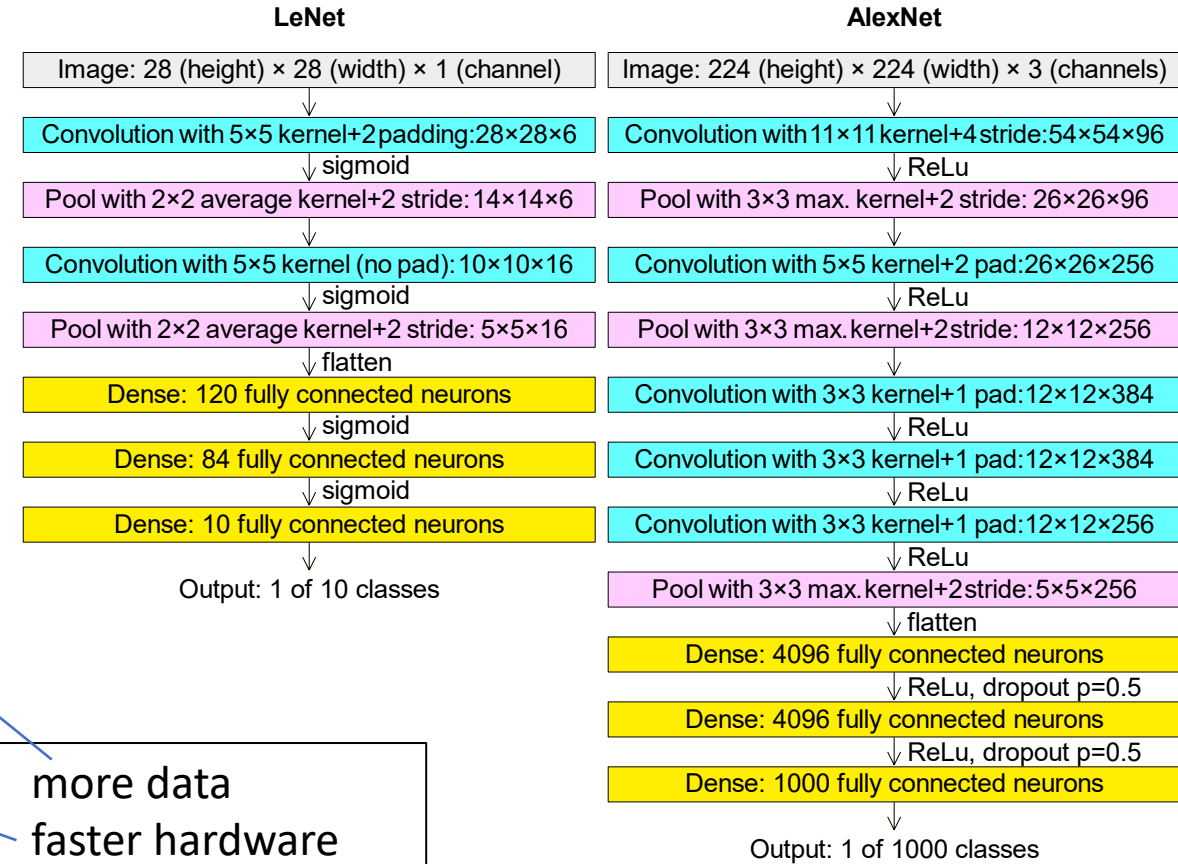 LeNet
Image: 28 (height) × 28 (width) × 1 (channel)
Convolution with 5×5 kernel+2padding:28×28×6
sigmoid
Pool with 2×2 average kernel+2 stride:14×14×6
Convolution with 5×5 kernel (no pad):10×10×16
sigmoid
Pool with 2×2 average kernel+2 stride: 5×5×16
flatten
Dense: 120 fully connected neurons
sigmoid
Dense: 84 fully connected neurons
sigmoid
Dense: 10 fully connected neurons
Output: 1 of 10 classes
more data
faster hardware
AlexNet
Image: 224 (height) × 224 (width) × 3 (channels)
Convolution with 11×11 kernel+4 stride:54×54×96
ReLu
Pool with 3×3 max. kernel+2 stride: 26×26×96
Convolution with 5×5 kernel+2 pad:26×26×256
ReLu
Pool with 3×3 max.kernel+2stride:12×12×256
Convolution with 3×3 kernel+1 pad:12×12×384
ReLu
Convolution with 3×3 kernel+1 pad:12×12×384
ReLu
Convolution with 3×3 kernel+1 pad:12×12×256
ReLu
Pool with 3×3 max.kernel+2stride:5×5×256
flatten
Dense: 4096 fully connected neurons
ReLu, dropout p=0.5
Dense: 4096 fully connected neurons
ReLu, dropout p=0.5
Dense: 1000 fully connected neurons
Output: 1 of 1000 classes